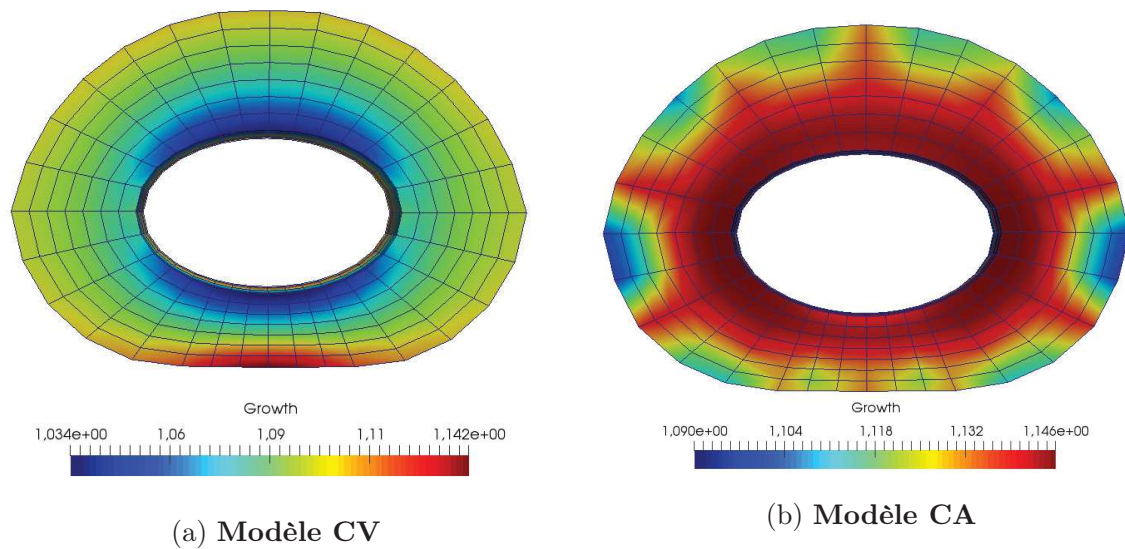 Growth
1,034e+00 1,06 1,09 1,11 1,142e+00
(a) Modèle CV
Growth
1,090e+00 1,104 1,118 1,132 1,146e+00
(b) Modèle CA